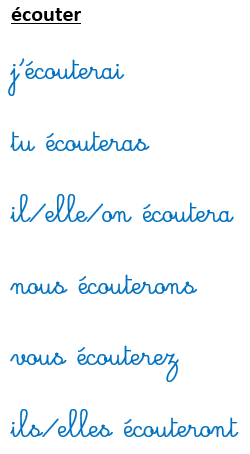 écouter
j'écouterai
tu écouteras
il/elle/on écoutera
nous écouterons
vous écouterez
ils/elles écouteront